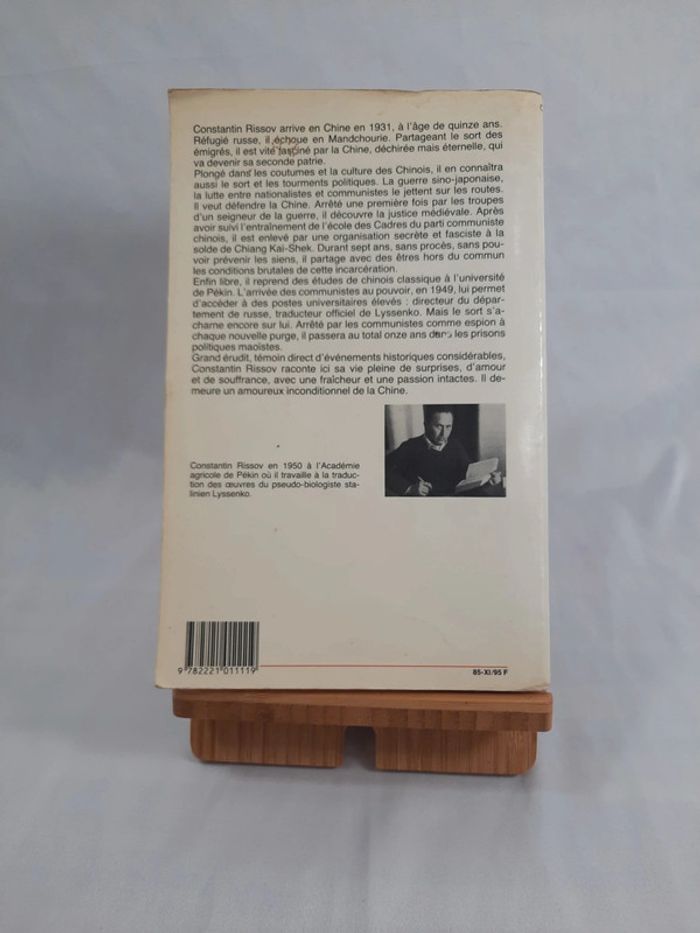 Constantin Rissov arrive en Chine en 1931, à l'âge de quinze ans.
Réfugié russe, il échoue en Mandchourie. Partageant le sort des
émigrés, il est vite fasciné par la Chine, déchirée mais éternelle, qui
va devenir sa seconde patrie.
Plongé dans les coutumes et la culture des Chinois, il en connaîtra
aussi le sort et les tourments politiques. La guerre sino-japonaise,
la lutte entre nationalistes et communistes le jettent sur les routes.
Il veut défendre la Chine. Arrêté une première fois par les troupes
d'un seigneur de la guerre, il découvre la justice médiévale. Après
avoir suivi l'entraînement de l'école des Cadres du parti communiste
chinois, il est enlevé par une organisation secrète et fasciste à la
solde de Chiang Kai-Shek. Durant sept ans, sans procès, sans pou-
voir prévenir les siens, il partage avec des êtres hors du commun
les conditions brutales de cette incarcération.
Enfin libre, il reprend des études de chinois classique à l'université
de Pékin. L'arrivée des communistes au pouvoir, en 1949, lui permet
d'accéder à des postes universitaires élevés : directeur du dépar-
tement de russe, traducteur officiel de Lyssenko. Mais le sort s'a-
charne encore sur lui. Arrêté par les communistes comme espion à
chaque nouvelle purge, il passera au total onze ans dans les prisons
politiques maoïstes.
Grand érudit, témoin direct d'événements historiques considérables,
Constantin Rissov raconte ici sa vie pleine de surprises, d'amour
et de souffrance, avec une fraîcheur et une passion intactes. Il de-
meure un amoureux inconditionnel de la Chine.
Constantin Rissov en 1950 à l'Académie
agricole de Pékin où il travaille à la traduc-
tion des œuvres du pseudo-biologiste sta-
linien Lyssenko.
9 782221 011119
85-XI/95 F